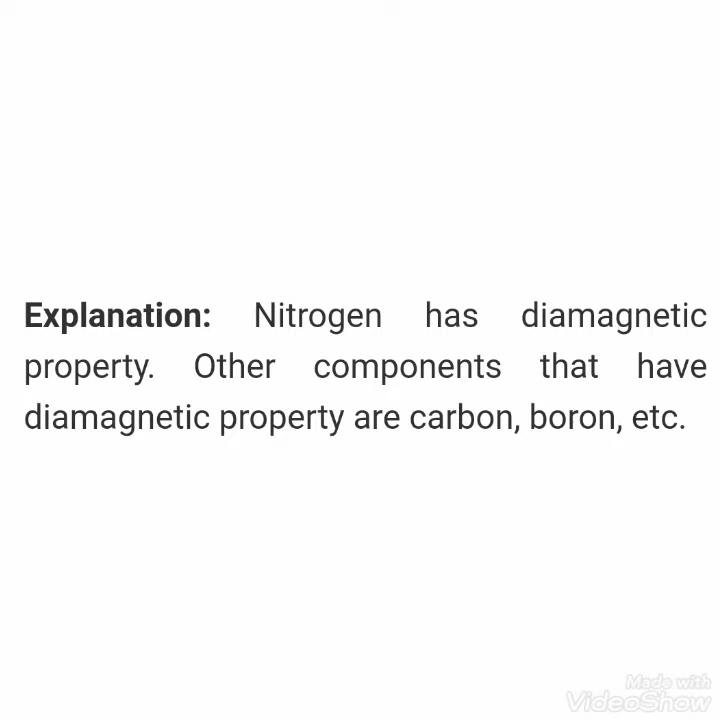 Explanation: Nitrogen has diamagnetic
property. Other components that have
diamagnetic property are carbon, boron, etc.
Made with
VideoShow